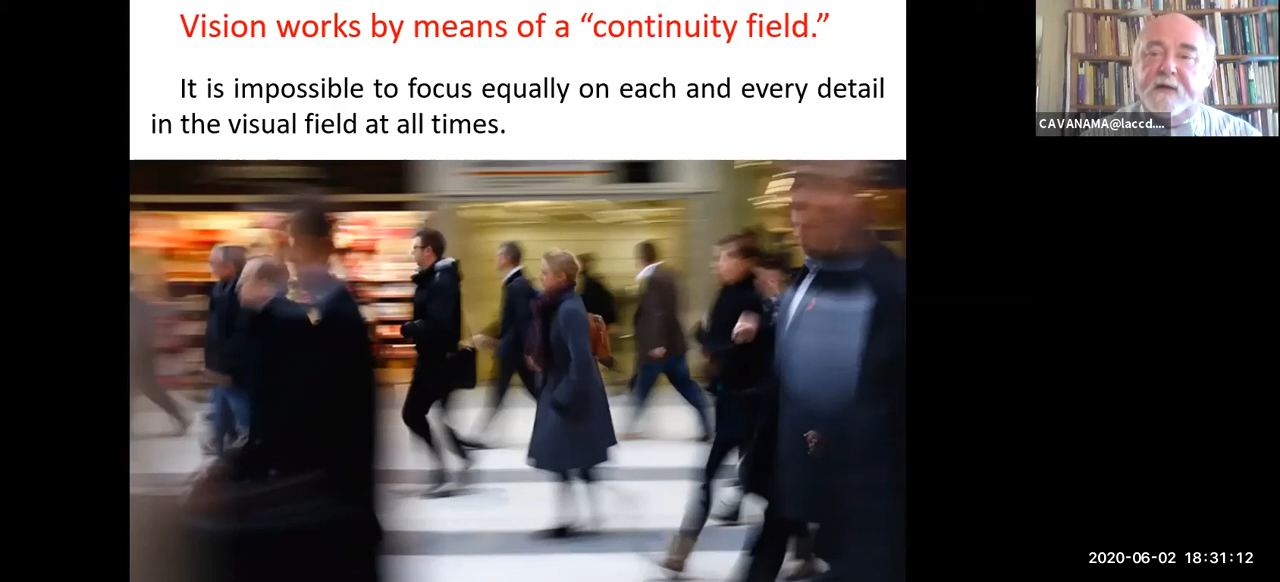 Vision works by means of a “continuity field.”
It is impossible to focus equally on each and every detail
in the visual field at all times.
CAVANAMA@laccd....
2020-06-02 18:31:12